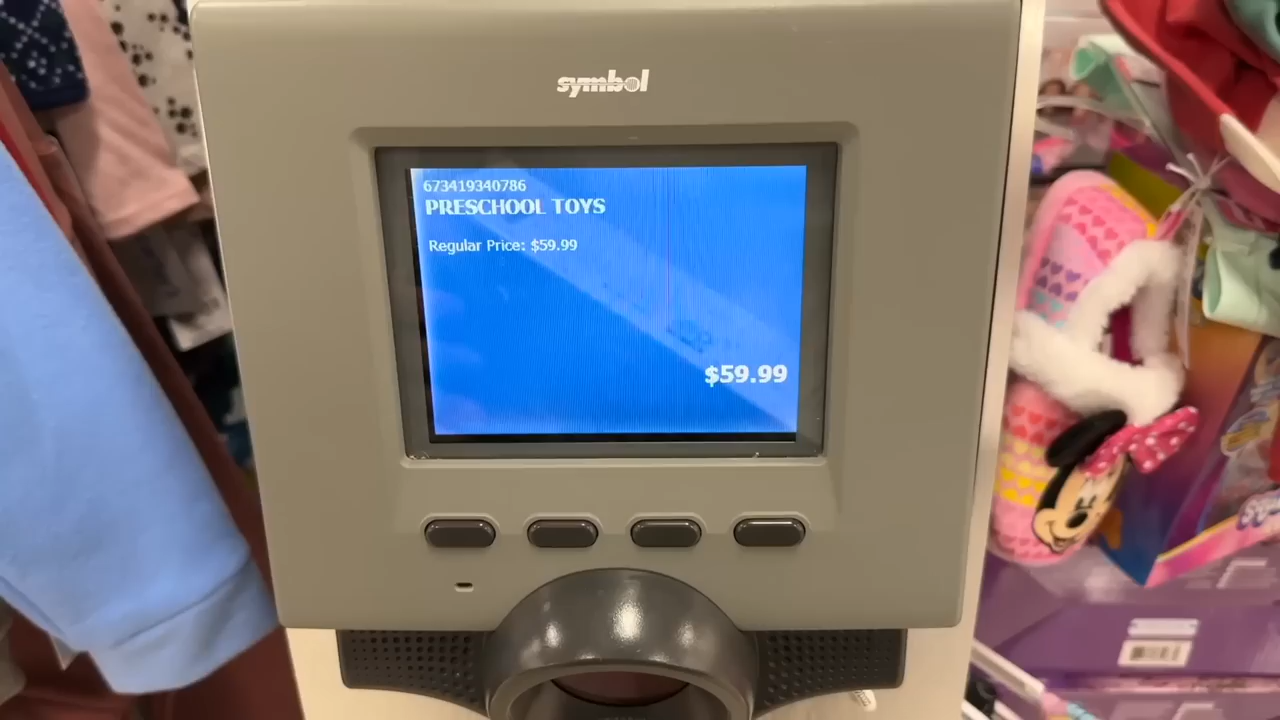 symbol
673419340786
PRESCHOOL TOYS
Regular Price: $59.99
$59.99